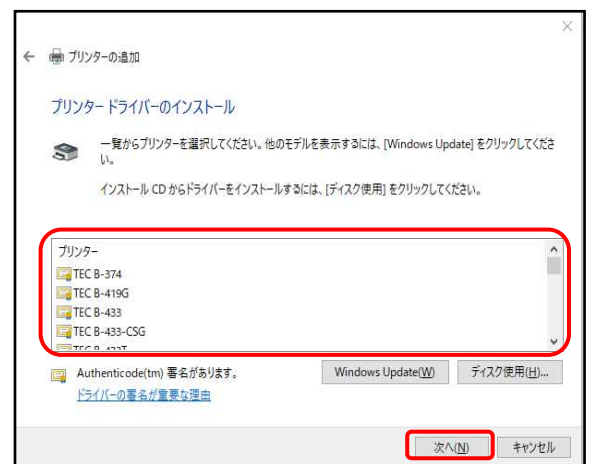 プリンターの追加
プリンター ドライバーのインストール
一覧からプリンターを選択してください。他のモデルを表示するには、[Windows Update] をクリックしてくださ
い。
インストール CD からドライバーをインストールするには、[ディスク使用] をクリックしてください。
プリンター
TEC B-374
TEC B-419G
TEC B-433
TEC B-433-CSG
Authenticode(tm) 署名があります。
Windows Update(W)
ディスク使用(H)...
ドライバーの署名が重要な理由
次へ(N)
キャンセル